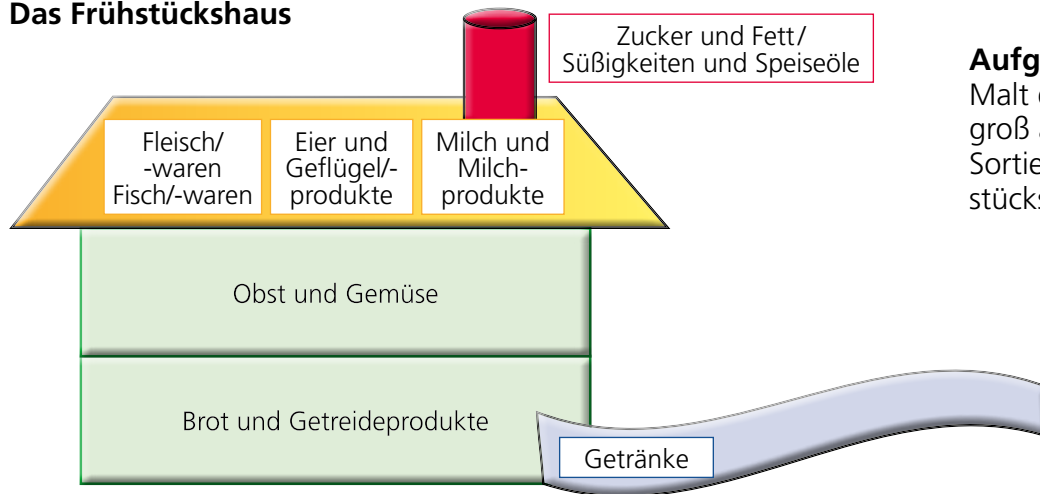 Das Frühstückshaus
Zucker und Fett/
Süßigkeiten und Speiseöle
Fleisch/
-waren
Fisch/-waren
Eier und
Geflügel/-
produkte
Milch und
Milch-
produkte
Obst und Gemüse
Brot und Getreideprodukte
Getränke
Aufg
Malt
groß
Sortie
stücks